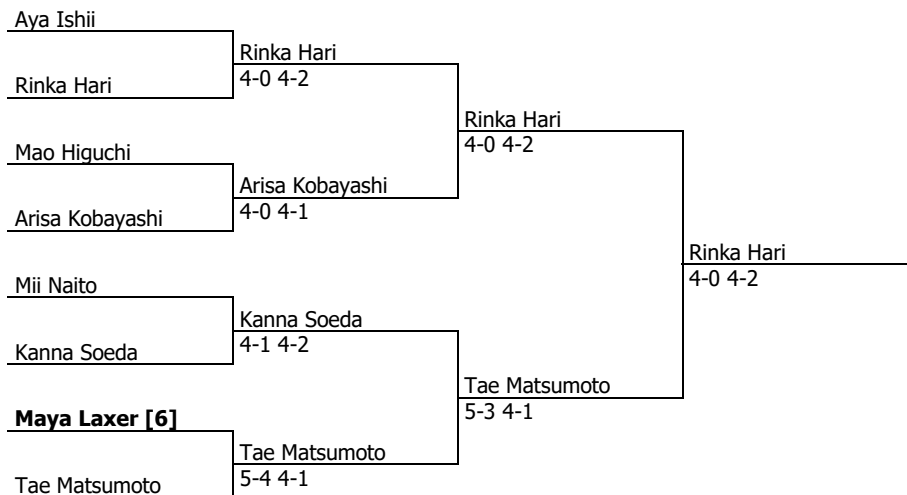 Aya Ishii
Rinka Hari
4-0 4-2
Rinka Hari
Rinka Hari
4-0 4-2
Mao Higuchi
Arisa Kobayashi
4-0 4-1
Arisa Kobayashi
Rinka Hari
4-0 4-2
Mii Naito
Kanna Soeda
4-1 4-2
Kanna Soeda
Tae Matsumoto
5-3 4-1
Maya Laxer [6]
Tae Matsumoto
5-4 4-1
Tae Matsumoto